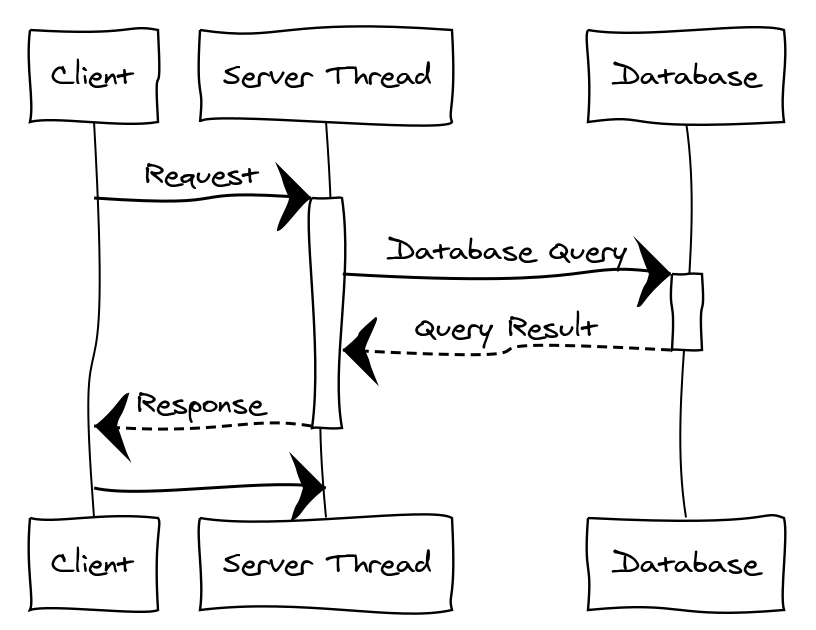 Client
Server Thread
Database
Request
Database Query
Query Result
Response
Client
Server Thread
Database